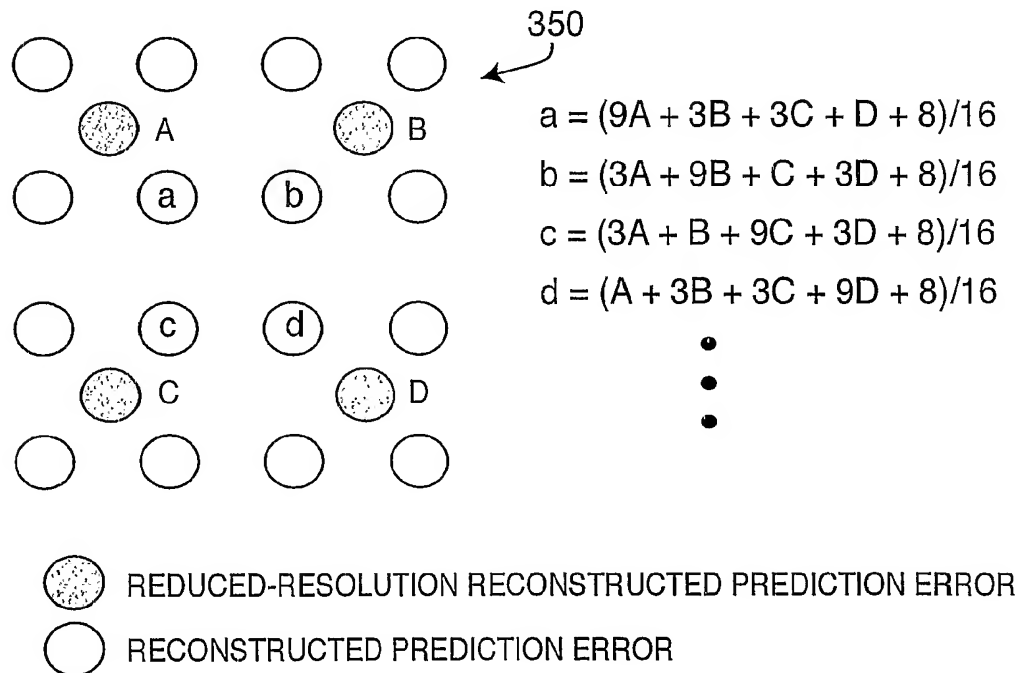 350
A
B
a
b
a = (9A + 3B + 3C + D + 8)/16
b = (3A + 9B + C + 3D + 8)/16
c = (3A + B + 9C + 3D + 8)/16
d = (A + 3B + 3C + 9D + 8)/16
c
d
C
D
REDUCED-RESOLUTION RECONSTRUCTED PREDICTION ERROR
RECONSTRUCTED PREDICTION ERROR